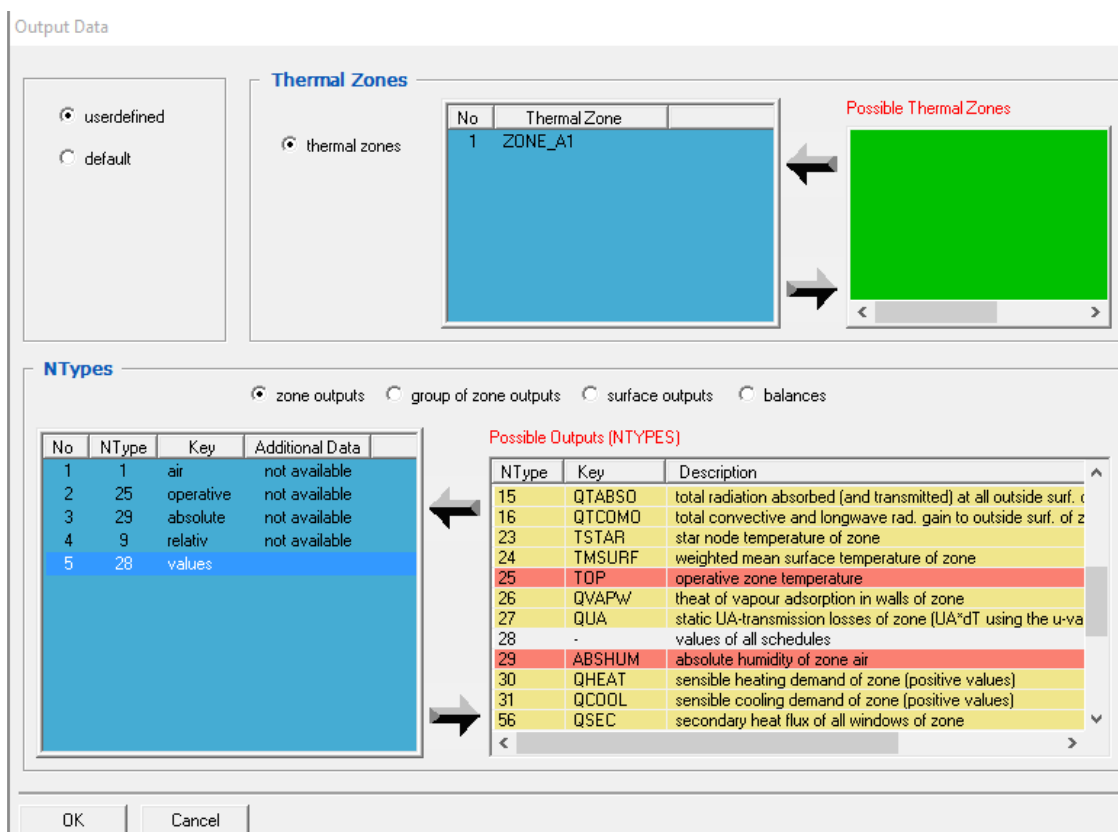 Output Data
userdefined
default
Thermal Zones
thermal zones
No Thermal Zone
1 ZONE_A1
Possible Thermal Zones
NTypes
zone outputs group of zone outputs surface outputs balances
No NType Key Additional Data
1 1 air not available
2 25 operative not available
3 29 absolute not available
4 9 relativ not available
5 28 values
Possible Outputs (NTYPES)
NType Key Description
15 QTABSO total radiation absorbed (and transmitted) at all outside surf.
16 QTCOMO total convective and longwave rad. gain to outside surf. of z
23 TSTAR star node temperature of zone
24 TMSURF weighted mean surface temperature of zone
25 TOP operative zone temperature
26 QVAPW theat of vapour adsorption in walls of zone
27 QUA static UA-transmission losses of zone (UA*dT using the u-va
28 - values of all schedules
29 ABSHUM absolute humidity of zone air
30 QHEAT sensible heating demand of zone (positive values)
31 QCOOL sensible cooling demand of zone (positive values)
56 QSEC secondary heat flux of all windows of zone
OK Cancel